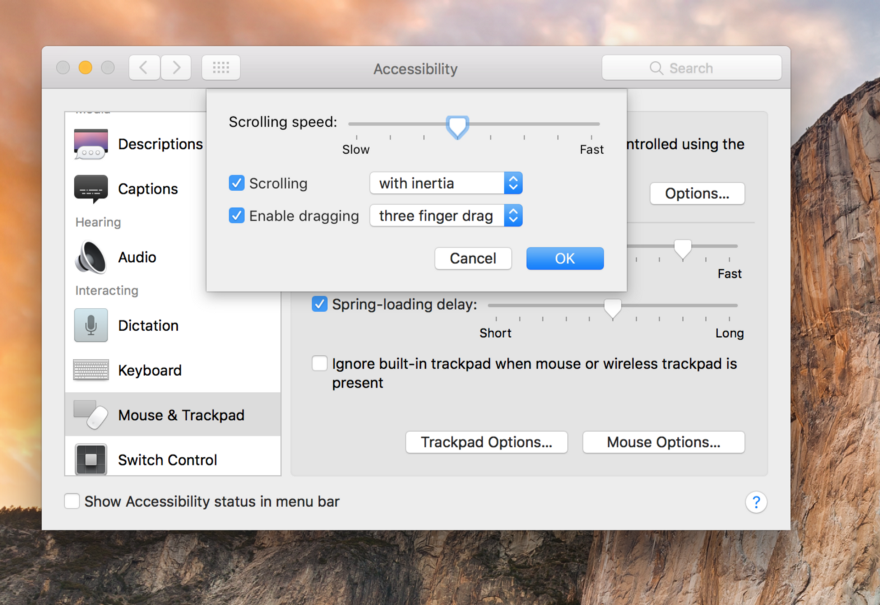 Accessibility
Search
Media
Descriptions
Captions
Hearing
Audio
Interacting
Dictation
Keyboard
Mouse & Trackpad
Switch Control
Scrolling speed:
Slow Fast
Scrolling with inertia
Enable dragging three finger drag
Cancel OK
ntrolled using the
Options...
Fast
Spring-loading delay:
Short Long
Ignore built-in trackpad when mouse or wireless trackpad is
present
Trackpad Options... Mouse Options...
Show Accessibility status in menu bar
?